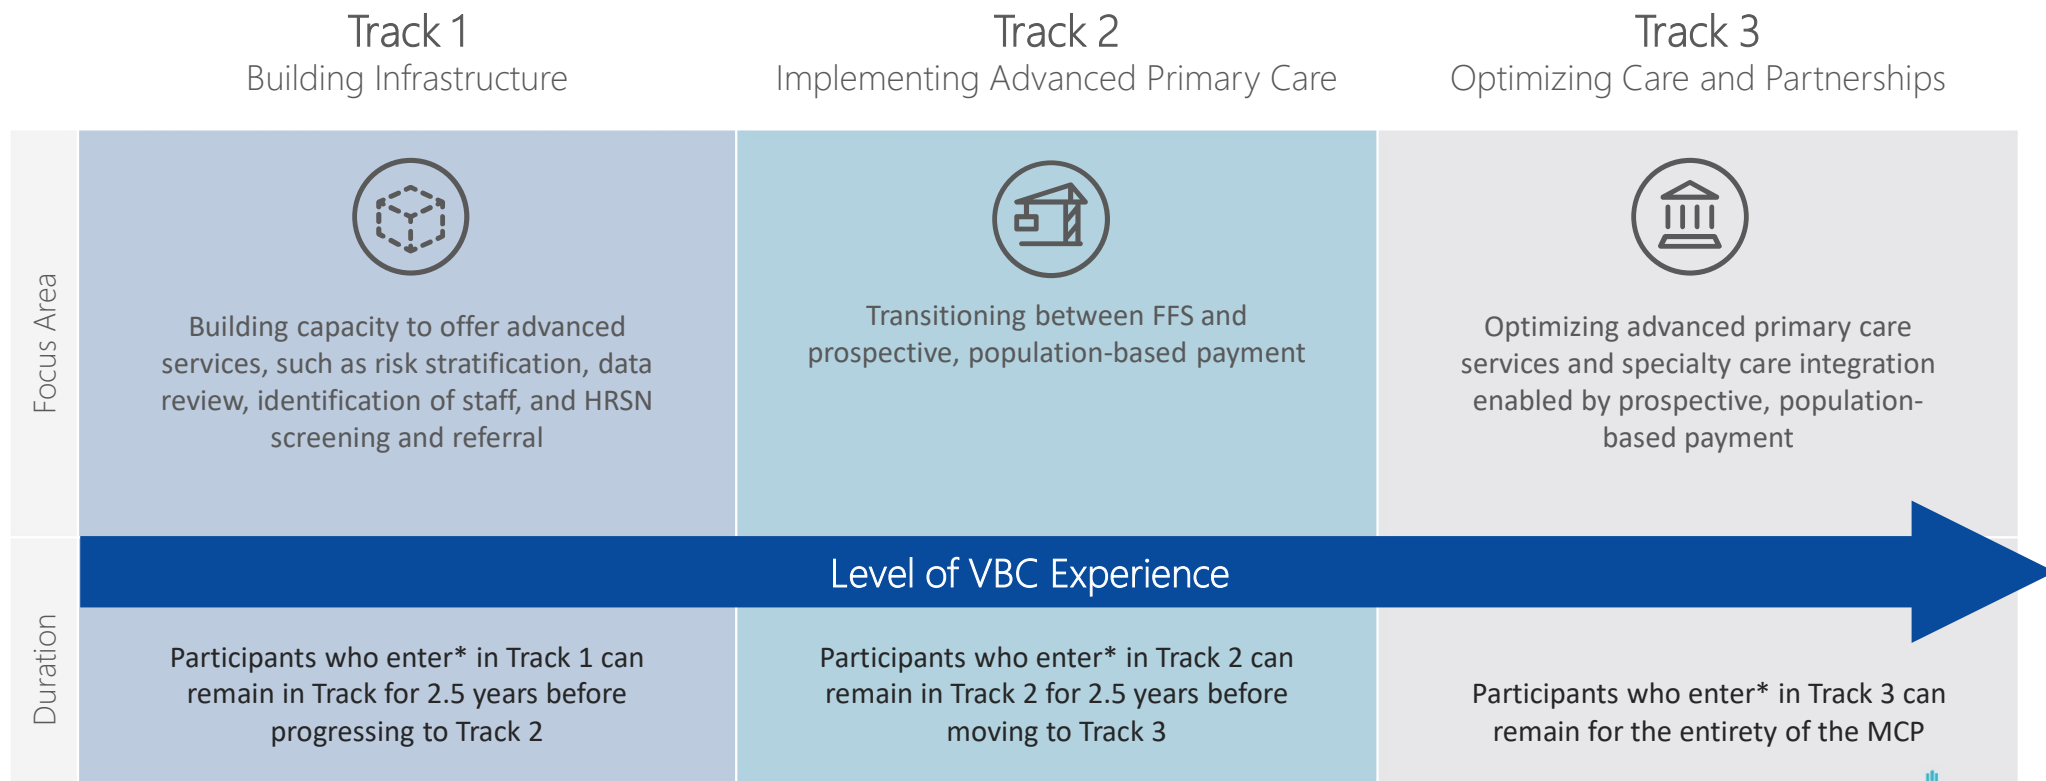 Track 1
Building Infrastructure
Track 2
Implementing Advanced Primary Care
Track 3
Optimizing Care and Partnerships
Focus Area
Building capacity to offer advanced
services, such as risk stratification, data
review, identification of staff, and HRSN
screening and referral
Transitioning between FFS and
prospective, population-based payment
Optimizing advanced primary care
services and specialty care integration
enabled by prospective, population-
based payment
Level of VBC Experience
Duration
Participants who enter* in Track 1 can
remain in Track for 2.5 years before
progressing to Track 2
Participants who enter* in Track 2 can
remain in Track 2 for 2.5 years before
moving to Track 3
Participants who enter* in Track 3 can
remain for the entirety of the MCP